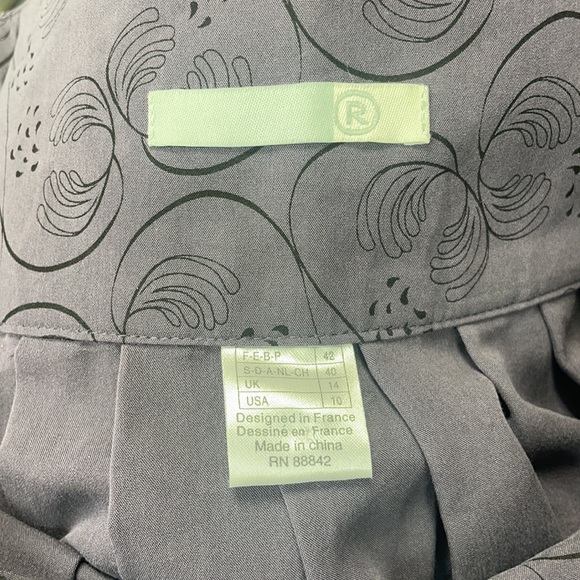 R
F-E-B-P 42
S-D-A-NL-CH 40
UK 14
USA 10
Designed in France
Dessiné en France
Made in china
RN 88842